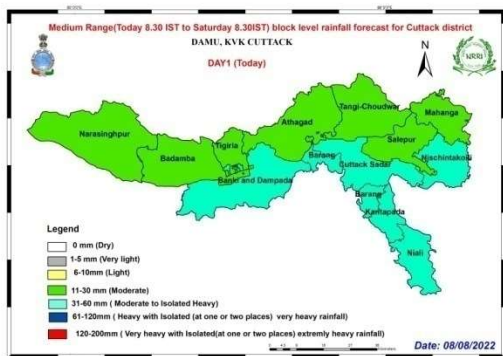 Medium Range(Today 8.30 IST to Saturday 8.30IST) block level rainfall forecast for Cuttack district
DAMU, KVK CUTTACK
DAY1 (Today)
N
NRRI
Tangi-Choudwar
Mahanga
Athagad
Narasinghpur
Tigiria
Salepur
Badamba
Barang
Nischintakoili
Cuttack Sadar
Banki and Dampada
Barang
Kantapada
Niali
Legend
0 mm (Dry)
1-5 mm (Very light)
6-10mm (Light)
11-30 mm (Moderate)
31-60 mm ( Moderate to Isolated Heavy)
61-120mm ( Heavy with Isolated (at one or two places) very heavy rainfall)
120-200mm ( Very heavy with Isolated(at one or two places) extremly heavy rainfall)
Date: 08/08/2022